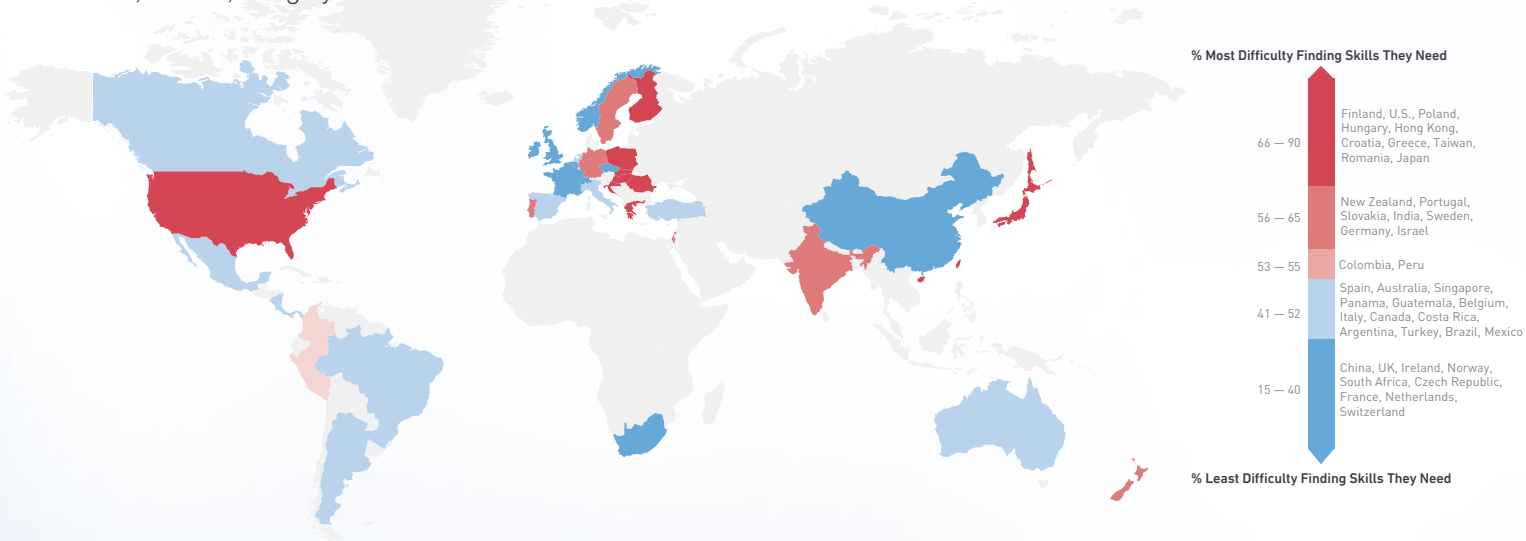 % Most Difficulty Finding Skills They Need
66 — 90
Finland, U.S., Poland,
Hungary, Hong Kong,
Croatia, Greece, Taiwan,
Romania, Japan
56 — 65
New Zealand, Portugal,
Slovakia, India, Sweden,
Germany, Israel
53 — 55
Colombia, Peru
41 — 52
Spain, Australia, Singapore,
Panama, Guatemala, Belgium,
Italy, Canada, Costa Rica,
Argentina, Turkey, Brazil, Mexico
15 — 40
China, UK, Ireland, Norway,
South Africa, Czech Republic,
France, Netherlands,
Switzerland
% Least Difficulty Finding Skills They Need